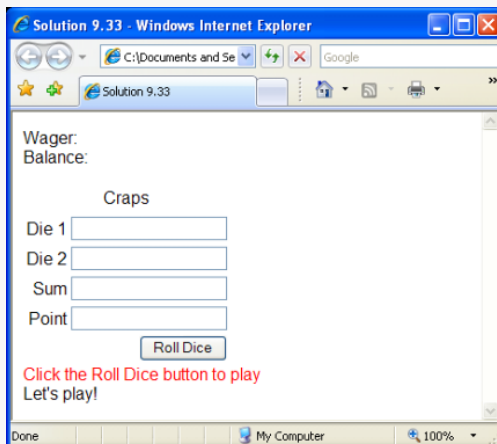 Solution 9.33 - Windows Internet Explorer
C:\Documents and Se
Google
Solution 9.33
»
Wager:
Balance:
Craps
Die 1
Die 2
Sum
Point
Roll Dice
Click the Roll Dice button to play
Let's play!
Done
My Computer
100%